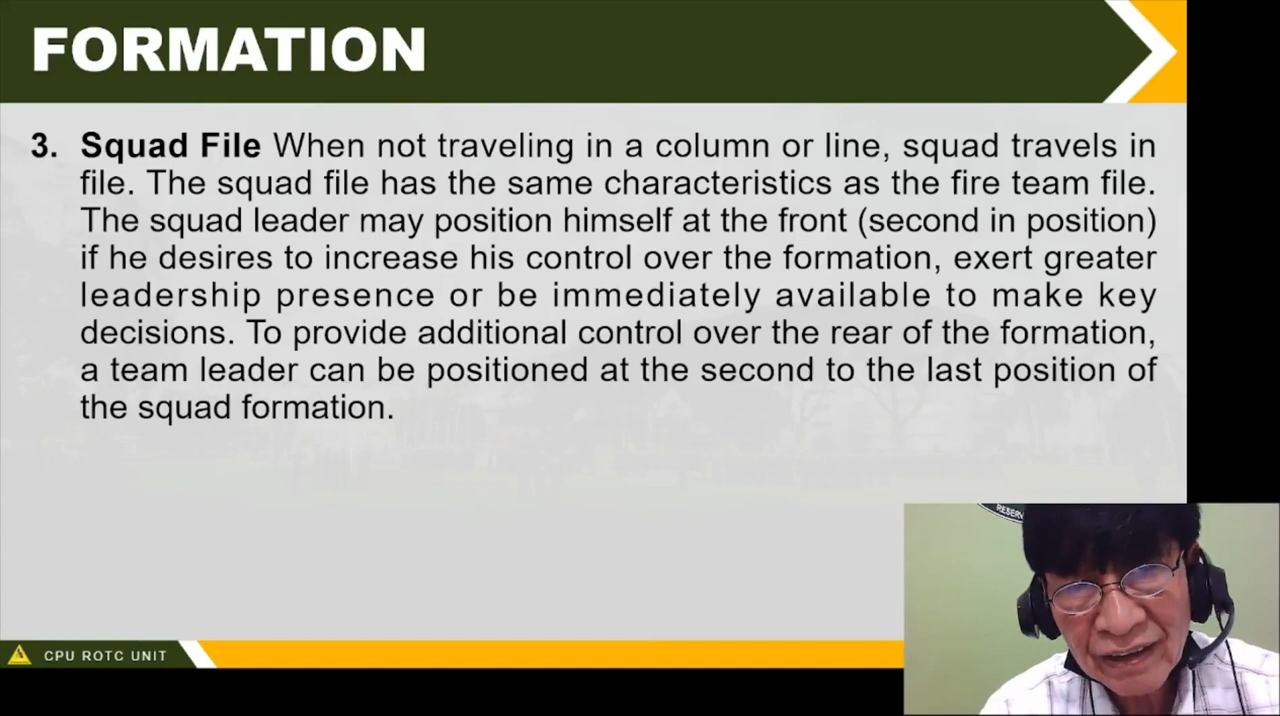 FORMATION
3. Squad File When not traveling in a column or line, squad travels in
file. The squad file has the same characteristics as the fire team file.
The squad leader may position himself at the front (second in position)
if he desires to increase his control over the formation, exert greater
leadership presence or be immediately available to make key
decisions. To provide additional control over the rear of the formation,
a team leader can be positioned at the second to the last position of
the squad formation.
CPU ROTC UNIT